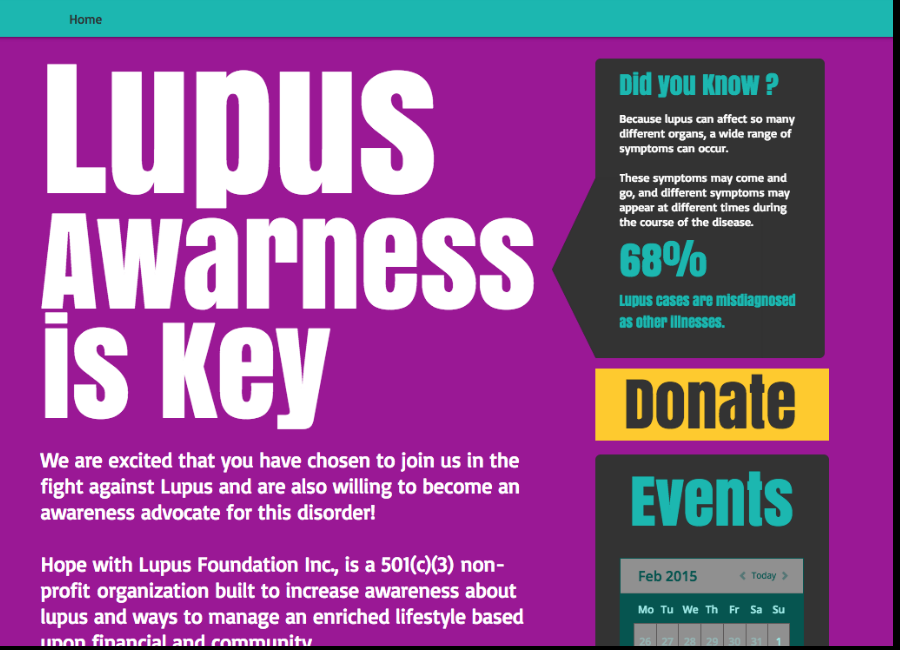 Home
Lupus
Awarness
is Key
We are excited that you have chosen to join us in the
fight against Lupus and are also willing to become an
awareness advocate for this disorder!
Hope with Lupus Foundation Inc., is a 501(c)(3) non-
profit organization built to increase awareness about
lupus and ways to manage an enriched lifestyle based
upon financial and community
Did you Know ?
Because lupus can affect so many
different organs, a wide range of
symptoms can occur.
These symptoms may come and
go, and different symptoms may
appear at different times during
the course of the disease.
68%
Lupus cases are misdiagnosed
as other illnesses.
Donate
Events
Feb 2015 < Today >
Mo Tu We Th Fr Sa Su
26 27 28 29 30 31 1